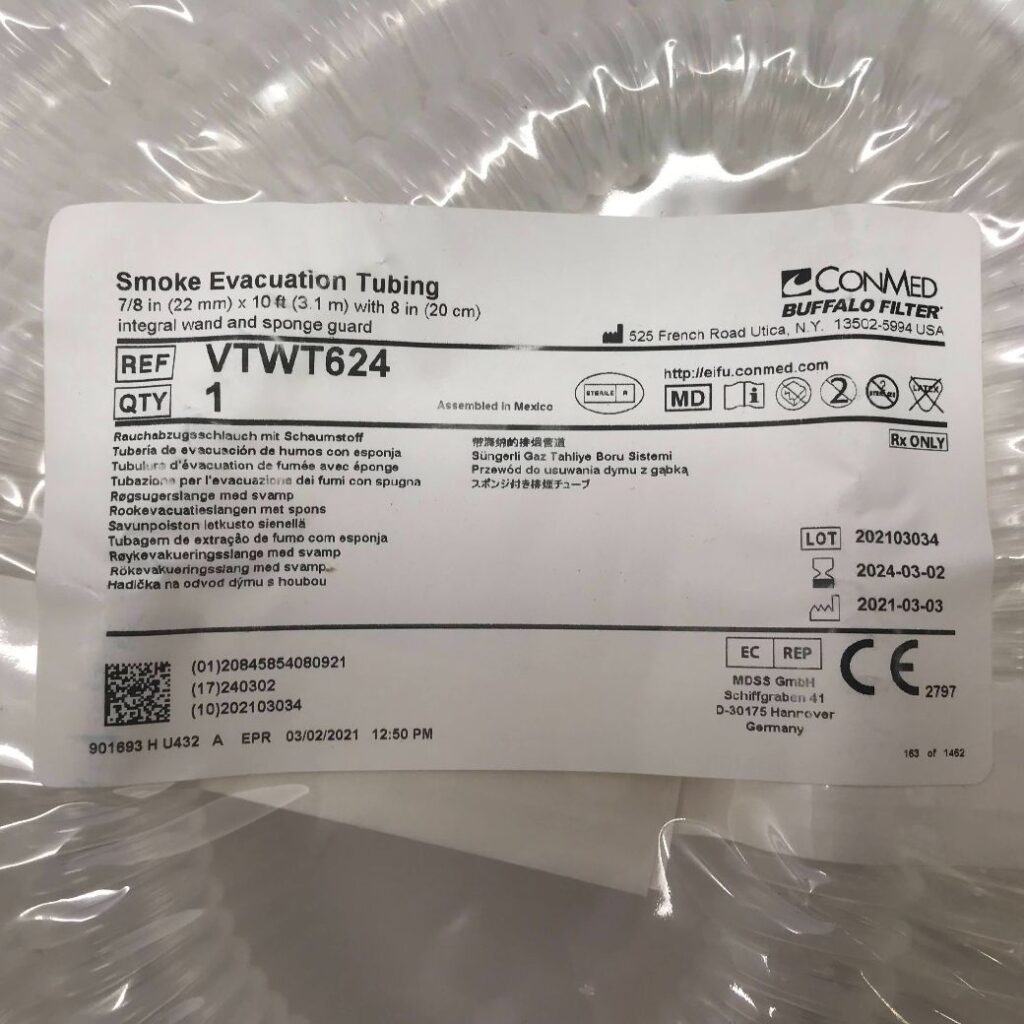 Smoke Evacuation Tubing
7/8 in (22 mm) x 10 ft (3.1 m) with 8 in (20 cm)
integral wand and sponge guard
CONMED
BUFFALO FILTER
525 French Road Utica, N.Y. 13502-5994 USA
REF VTWT624
QTY 1
Assembled in Mexico
http://eifu.conmed.com
STERILE R
MD
2
STERILIZE
LATEX
Rx ONLY
Rauchabzugsschlauch mit Schaumstoff
Tubería de evacuación de humos con esponja
Tubulure d'évacuation de fumée avec éponge
Tubazione per l'evacuazione dei fumi con spugna
Røgsugerslange med svamp
Rookevacuatieslangen met spons
Savunpoiston letkusto sienellä
Tubagem de extração de fumo com esponja
Røykevakueringsslange med svamp
Rökevakueringsslang med svamp
Hadička na odvod dýmu s houbou
带海绵的排烟管道
Süngerli Gaz Tahliye Boru Sistemi
Przewód do usuwania dymu z gąbką
スポンジ付き排煙チューブ
LOT 202103034
2024-03-02
2021-03-03
(01)20845854080921
(17)240302
(10)202103034
901693 H U432 A EPR 03/02/2021 12:50 PM
EC REP
MDSS GmbH
Schiffgraben 41
D-30175 Hannover
Germany
CE 2797
163 of 1462